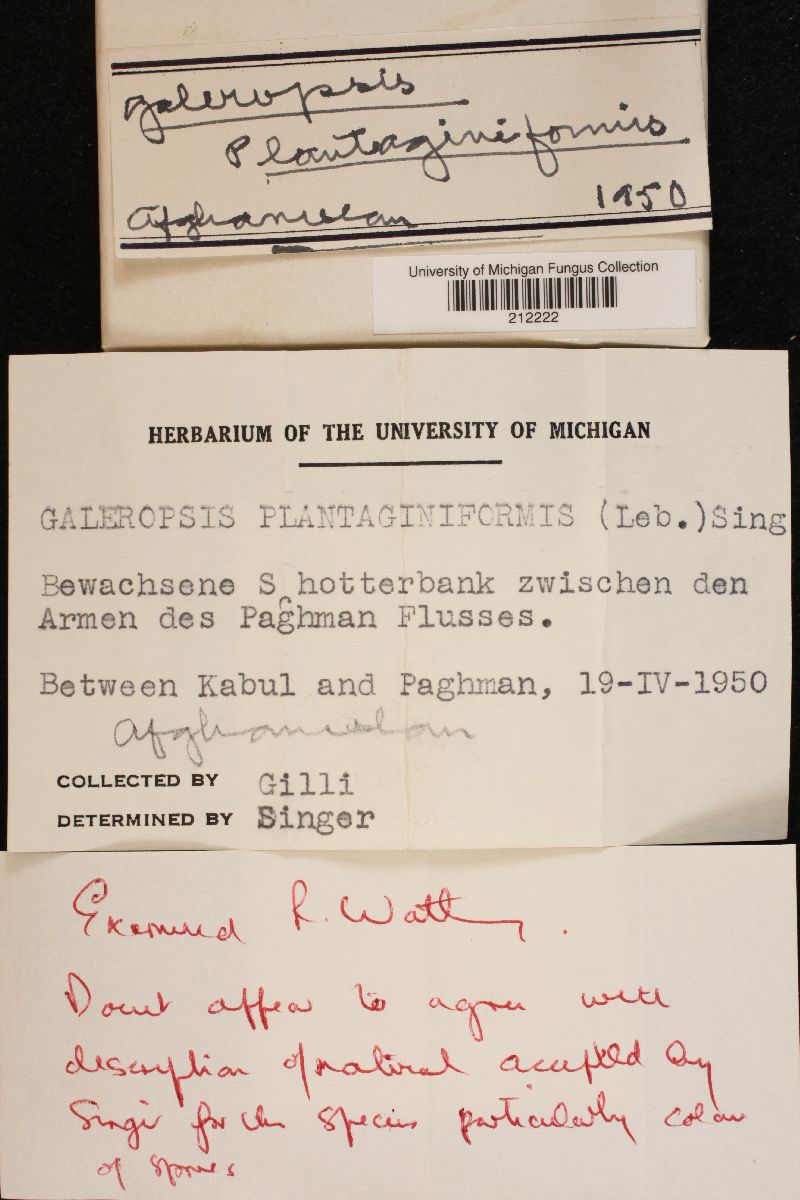 Galeropsis
Plantaginiformis
Afghanistan 1950
University of Michigan Fungus Collection
212222
HERBARIUM OF THE UNIVERSITY OF MICHIGAN
GALEROPSIS PLANTAGINIFORMIS (Leb.)Sing
Bewachsene Schotterbank zwischen den
Armen des Paghman Flusses.
Between Kabul and Paghman, 19-IV-1950
Afghanistan
COLLECTED BY Gilli
DETERMINED BY Singer
Examined R. Watling.
Doesnt appear to agree with
description of material accepted by
Singer for this species particularly colour
of spores